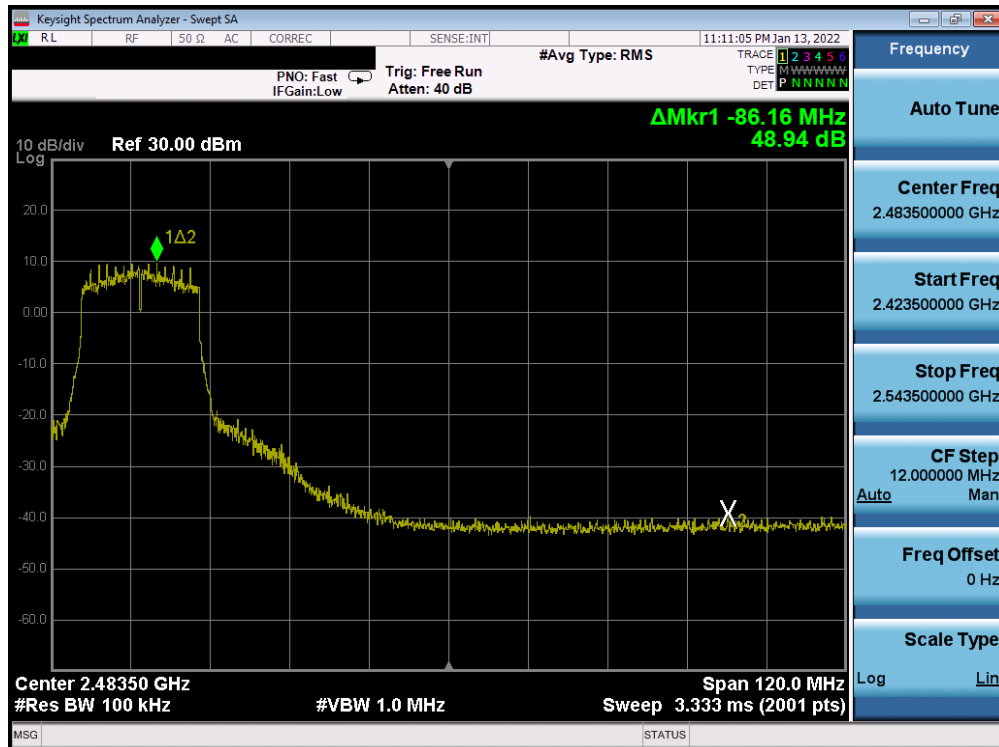 Keysight Spectrum Analyzer - Swept SA
LXI RL RF 50 Ω AC CORREC SENSE:INT 11:11:05 PM Jan 13, 2022
#Avg Type: RMS TRACE 1 2 3 4 5 6
PNO: Fast Trig: Free Run TYPE M WWWWW
IFGain:Low Atten: 40 dB DET P N N N N N
ΔMkr1 -86.16 MHz
48.94 dB
10 dB/div Ref 30.00 dBm
Log
20.0
1Δ2
10.0
0.00
-10.0
-20.0
-30.0
-40.0
X2
-50.0
-60.0
Center 2.48350 GHz Span 120.0 MHz
#Res BW 100 kHz #VBW 1.0 MHz Sweep 3.333 ms (2001 pts)
MSG STATUS
Frequency
Auto Tune
Center Freq
2.483500000 GHz
Start Freq
2.423500000 GHz
Stop Freq
2.543500000 GHz
CF Step
12.000000 MHz
Auto Man
Freq Offset
0 Hz
Scale Type
Log Lin